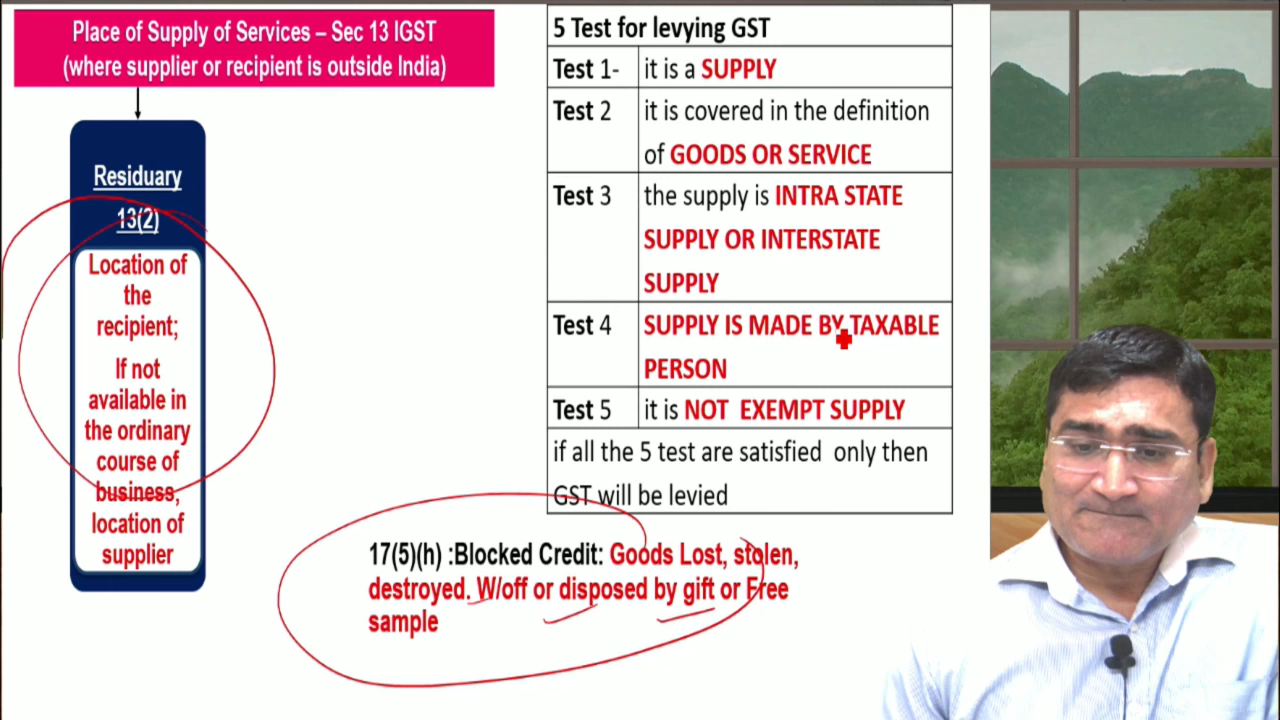 Place of Supply of Services – Sec 13 IGST
(where supplier or recipient is outside India)
Residuary
13(2)
Location of
the
recipient;
If not
available in
the ordinary
course of
business,
location of
supplier
5 Test for levying GST
Test 1- it is a SUPPLY
Test 2 it is covered in the definition
of GOODS OR SERVICE
Test 3 the supply is INTRA STATE
SUPPLY OR INTERSTATE
SUPPLY
Test 4 SUPPLY IS MADE BY TAXABLE
PERSON
Test 5 it is NOT EXEMPT SUPPLY
if all the 5 test are satisfied only then
GST will be levied
17(5)(h) :Blocked Credit: Goods Lost, stolen,
destroyed. W/off or disposed by gift or Free
sample